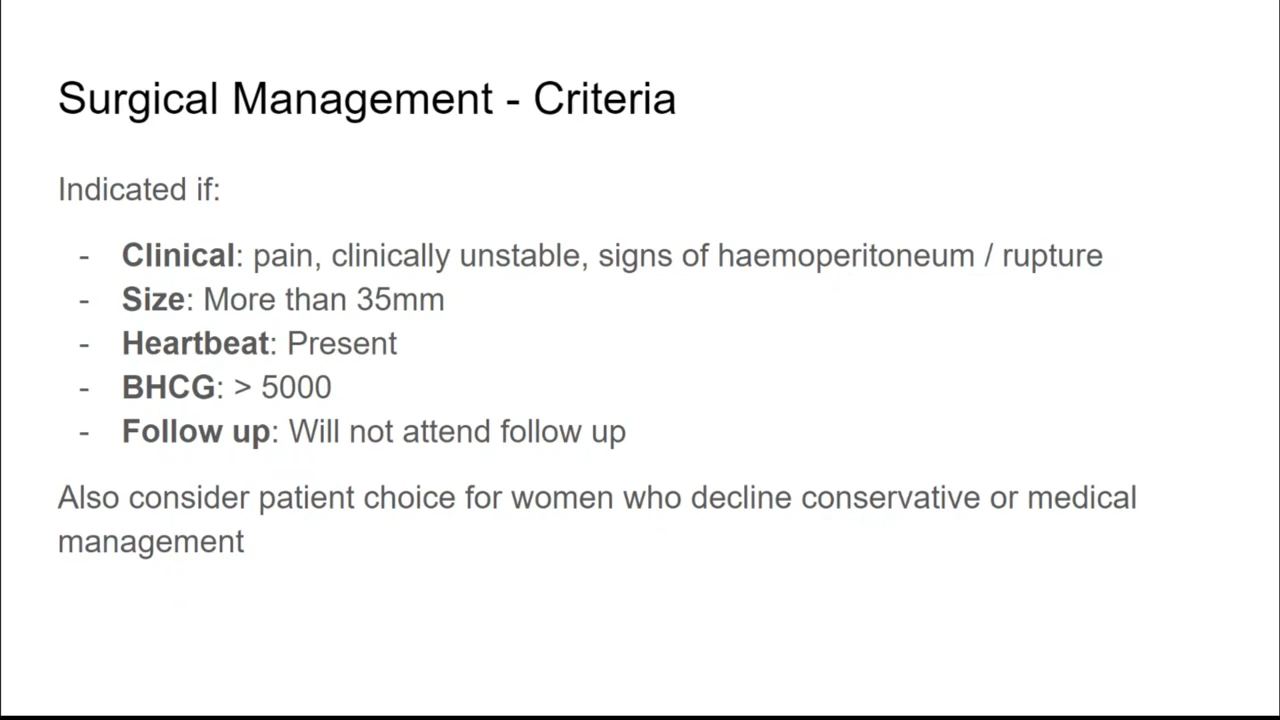 Surgical Management - Criteria
Indicated if:
- Clinical: pain, clinically unstable, signs of haemoperitoneum / rupture
- Size: More than 35mm
- Heartbeat: Present
- BHCG: > 5000
- Follow up: Will not attend follow up
Also consider patient choice for women who decline conservative or medical
management